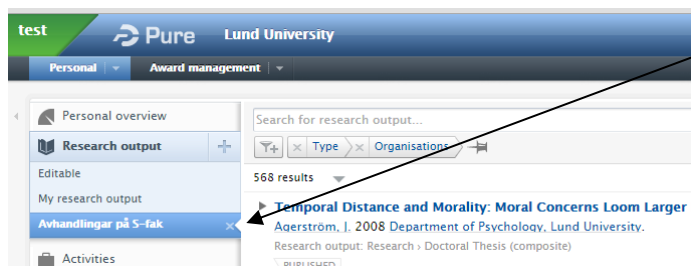 test Pure Lund University
Personal Award management
Personal overview
Research output
Editable
My research output
Avhandlingar på S-fak
Activities
Search for research output...
Type Organisations
568 results
Temporal Distance and Morality: Moral Concerns Loom Larger
Agerström, J. 2008 Department of Psychology, Lund University.
Research output: Research › Doctoral Thesis (composite)
PUBLISHED